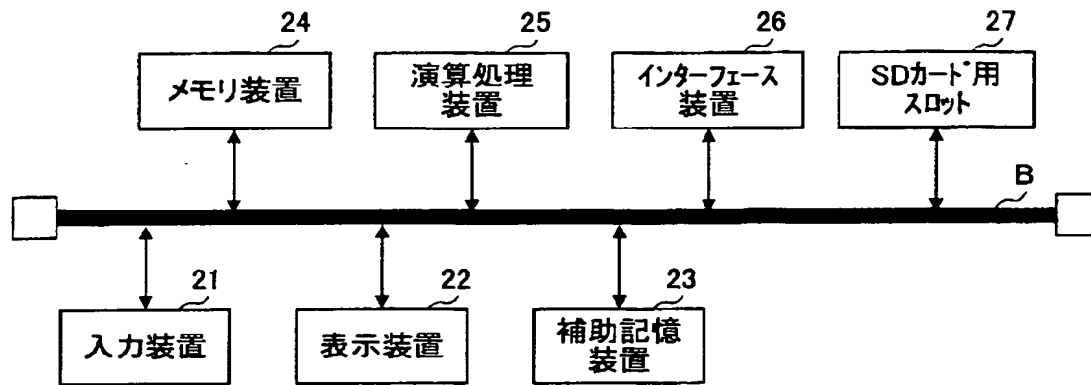 24
25
26
27
メモリ装置
演算処理
装置
インターフェース
装置
SDカード用
スロット
B
21
22
23
入力装置
表示装置
補助記憶
装置